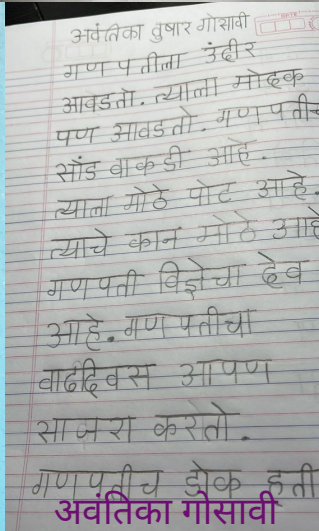 अवंतिका तुषार गोसावी
गणपतीला उंदीर
आवडतो. त्याला मोदक
पण आवडतो. गणपतीच
सोंड वाकडी आहे.
त्याला मोठे पोट आहे.
त्याचे कान मोठे आहे
गणपती विद्येचा देव
आहे. गणपतीचा
वाढदिवस आपण
साजरा करतो.
गणपतीच डोक हत्ती
अवंतिका गोसावी